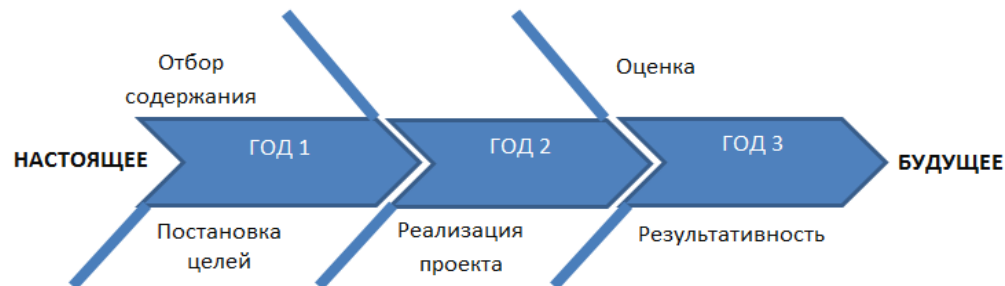 Отбор
содержания
Оценка
НАСТОЯЩЕЕ
ГОД 1
ГОД 2
ГОД 3
БУДУЩЕЕ
Постановка
целей
Реализация
проекта
Результативность